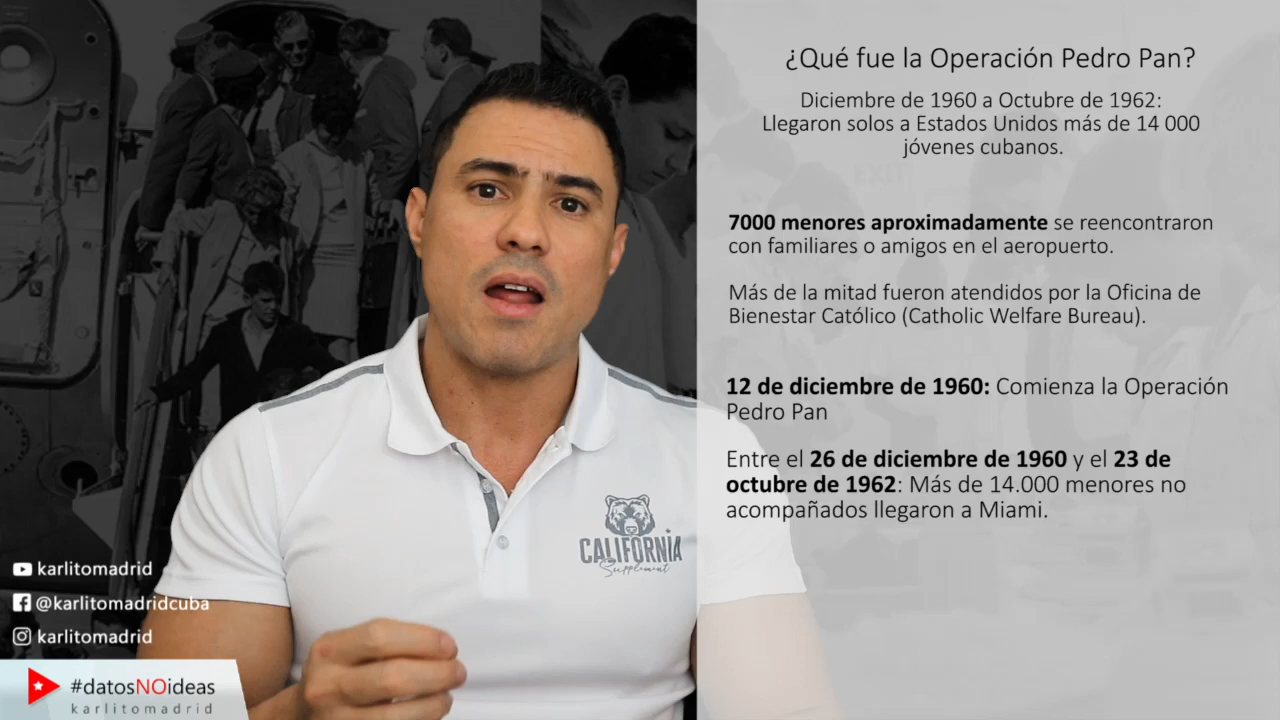 ¿Qué fue la Operación Pedro Pan?
Diciembre de 1960 a Octubre de 1962:
Llegaron solos a Estados Unidos más de 14 000
jóvenes cubanos.
EXIT
7000 menores aproximadamente se reencontraron
con familiares o amigos en el aeropuerto.
Más de la mitad fueron atendidos por la Oficina de
Bienestar Católico (Catholic Welfare Bureau).
12 de diciembre de 1960: Comienza la Operación
Pedro Pan
Entre el 26 de diciembre de 1960 y el 23 de
octubre de 1962: Más de 14.000 menores no
acompañados llegaron a Miami.
CALIFORNIA
Supplement
karlitomadrid
@karlitomadridcuba
karlitomadrid
#datosNOideas
karlitomadrid